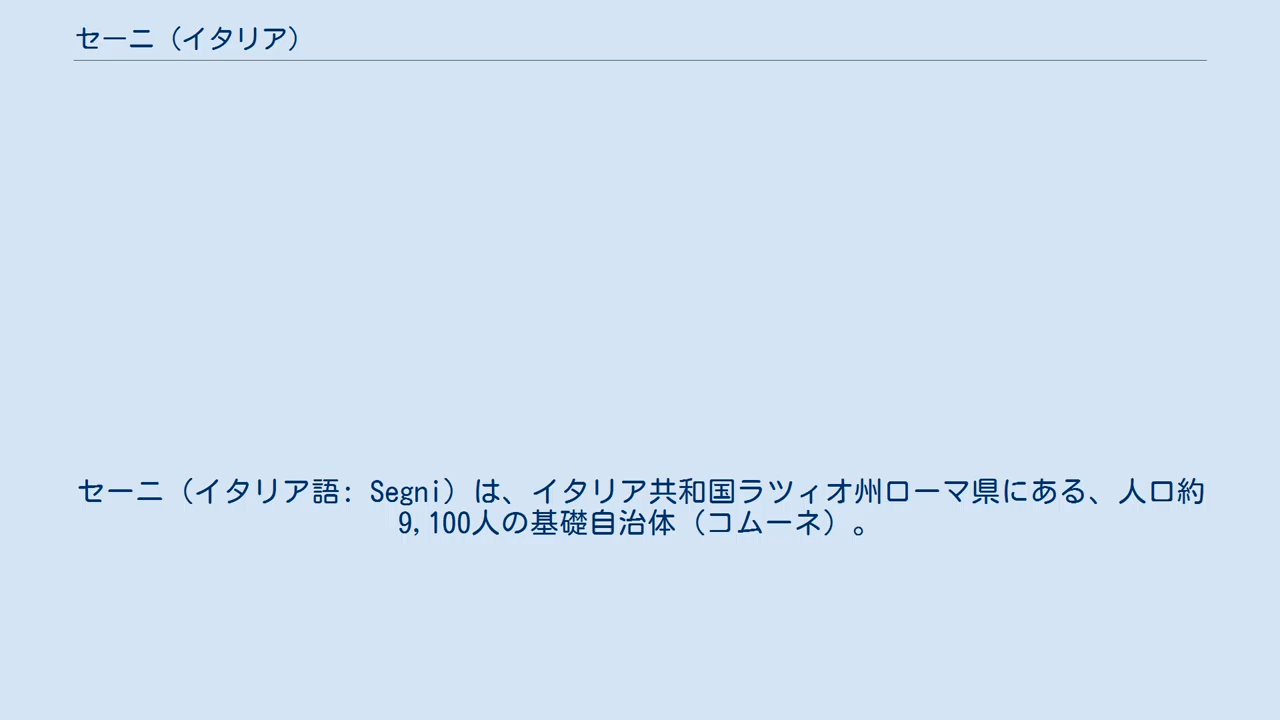 セーニ（イタリア）
セーニ（イタリア語: Segni）は、イタリア共和国ラツィオ州ローマ県にある、人口約
9,100人の基礎自治体（コムーネ）。